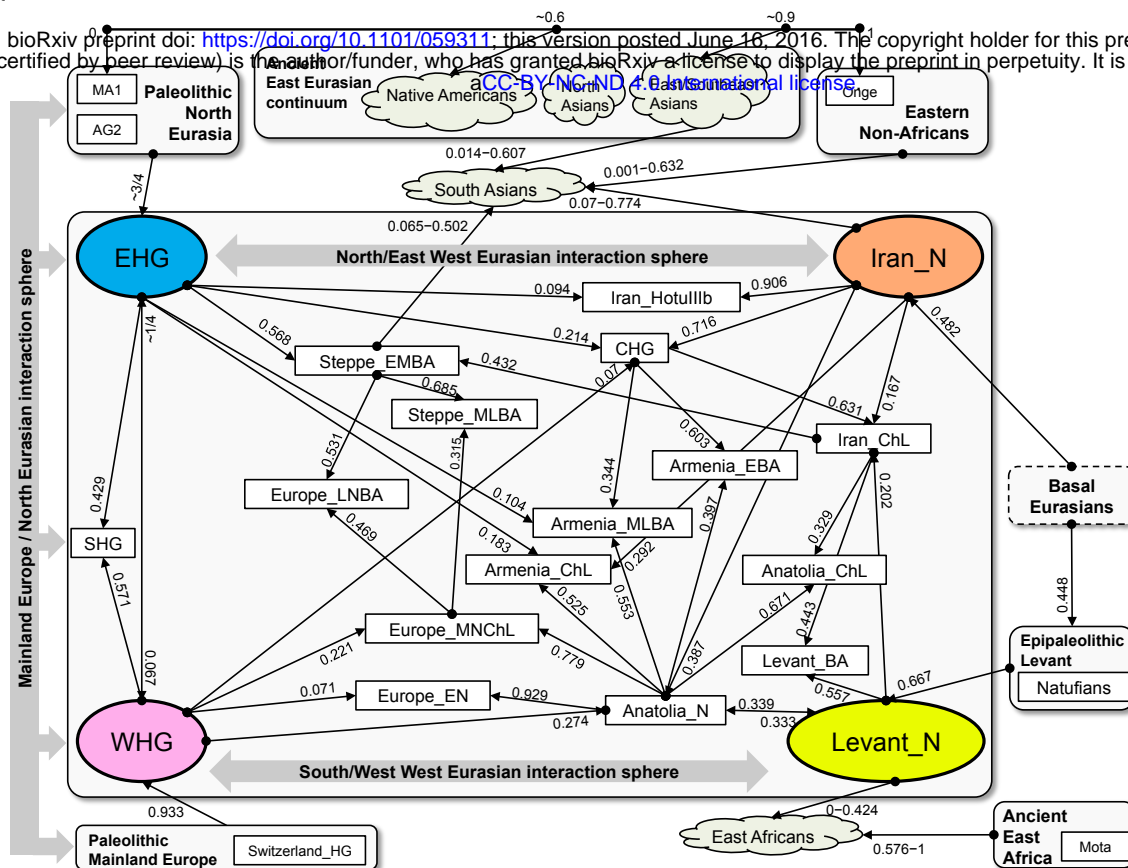 0
~0.6
~0.9
1
bioRxiv preprint doi: https://doi.org/10.1101/059311; this version posted June 16, 2016. The copyright holder for this pre
certified by peer review) is the author/funder, who has granted bioRxiv a license to display the preprint in perpetuity. It is
aCC-BY-NC-ND 4.0 International license
MA1
AG2
Paleolithic
North
Eurasia
Ancient
East Eurasian
continuum
Native Americans
North
Asians
East/Southeast
Asians
Onge
Eastern
Non-Africans
~3/4
0.014−0.607
0.001−0.632
South Asians
0.07−0.774
0.065−0.502
Mainland Europe / North Eurasian interaction sphere
EHG
North/East West Eurasian interaction sphere
Iran_N
0.094
Iran_HotuIIIb
0.906
0.482
~1/4
0.568
0.214
CHG
0.716
Steppe_EMBA
0.432
0.07
0.167
0.685
Steppe_MLBA
0.631
0.603
Iran_ChL
0.531
0.315
Armenia_EBA
0.344
0.202
Europe_LNBA
0.104
0.397
Basal
Eurasians
0.429
Armenia_MLBA
0.329
0.469
0.183
0.292
SHG
Armenia_ChL
Anatolia_ChL
0.571
0.525
0.553
0.671
0.443
0.448
Europe_MNChL
0.387
Epipaleolithic
Levant
0.221
0.779
Levant_BA
0.067
0.667
Natufians
0.071
Europe_EN
0.929
0.557
Anatolia_N
0.339
0.274
0.333
WHG
Levant_N
South/West West Eurasian interaction sphere
0.933
0−0.424
Paleolithic
Mainland Europe
Switzerland_HG
East Africans
0.576−1
Ancient
East
Africa
Mota